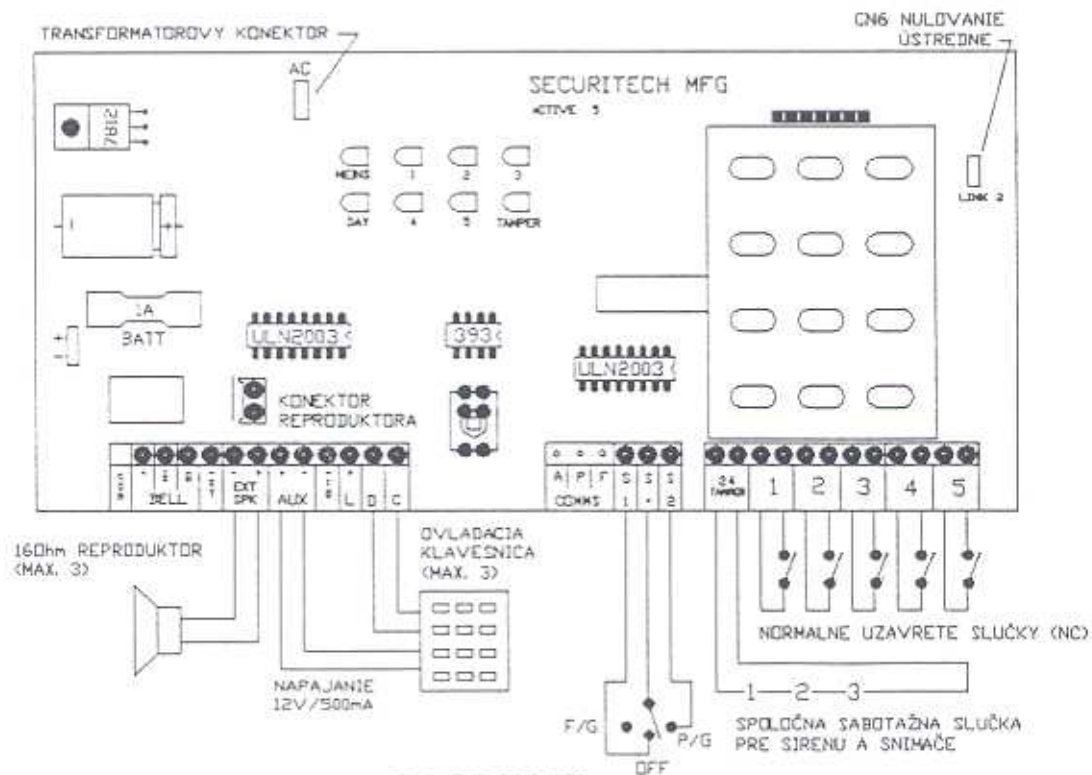 TRANSFORMATOROVY KONEKTOR
CN6 NULOVANIE
ÚSTREDNE
AC
SECURITECH MFG
ACTIVE 5
7812
1 2 3
LINK 2
DAY 4 5 TAMPER
1A
BATT
ULN2003
393
ULN2003
KONEKTOR
REPRODUKTORA
BELL
EXT
SPK
AUX
L
D
C
A P F
COMMS
S
1
S
S
2
24
TAMPER
1 2 3 4 5
16Ohm REPRODUKTOR
(MAX. 3)
OVLADACIA
KLAVESNICA
(MAX. 3)
NORMALNE UZAVRETE SLUČKY (NC)
NAPAJANIE
12V/500mA
1 2 3
F/G
P/G
OFF
SPOLOČNA SABOTAŽNA SLUČKA
PRE SIRENU A SNIMAČE